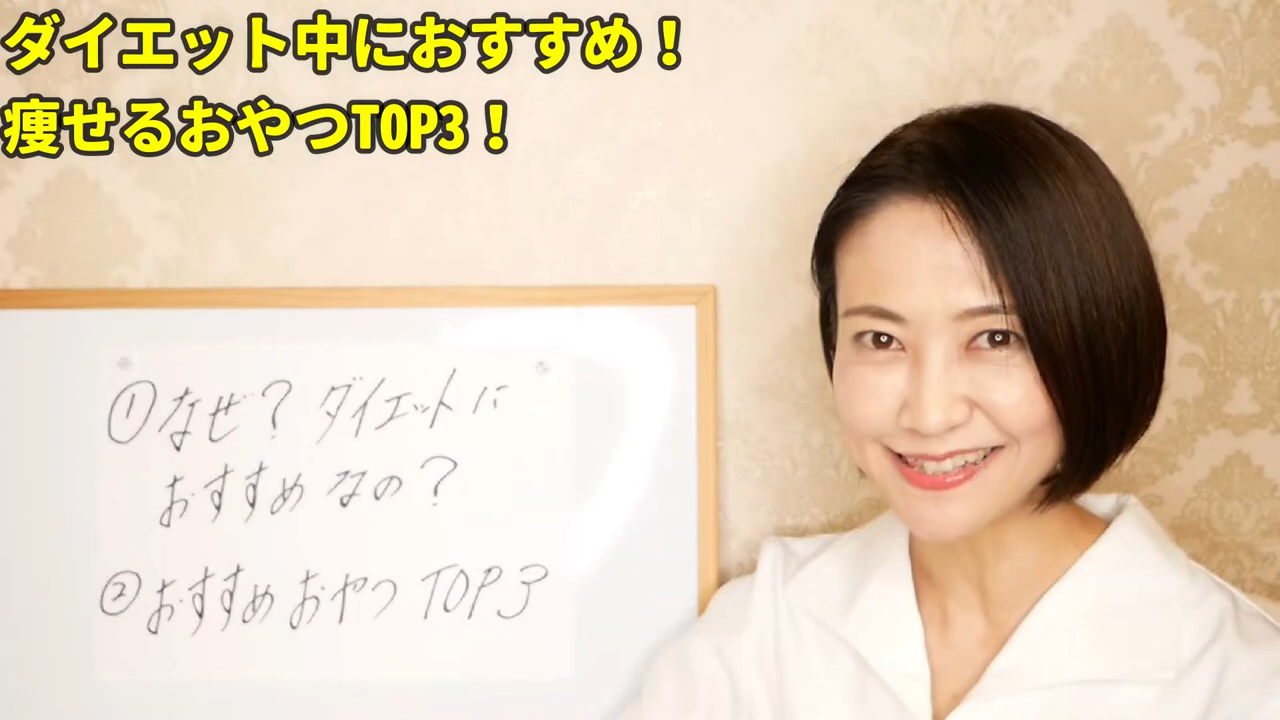 ダイエット中におすすめ！
痩せるおやつTOP3！
①なぜ？ダイエットに
おすすめなの？
②おすすめおやつTOP3